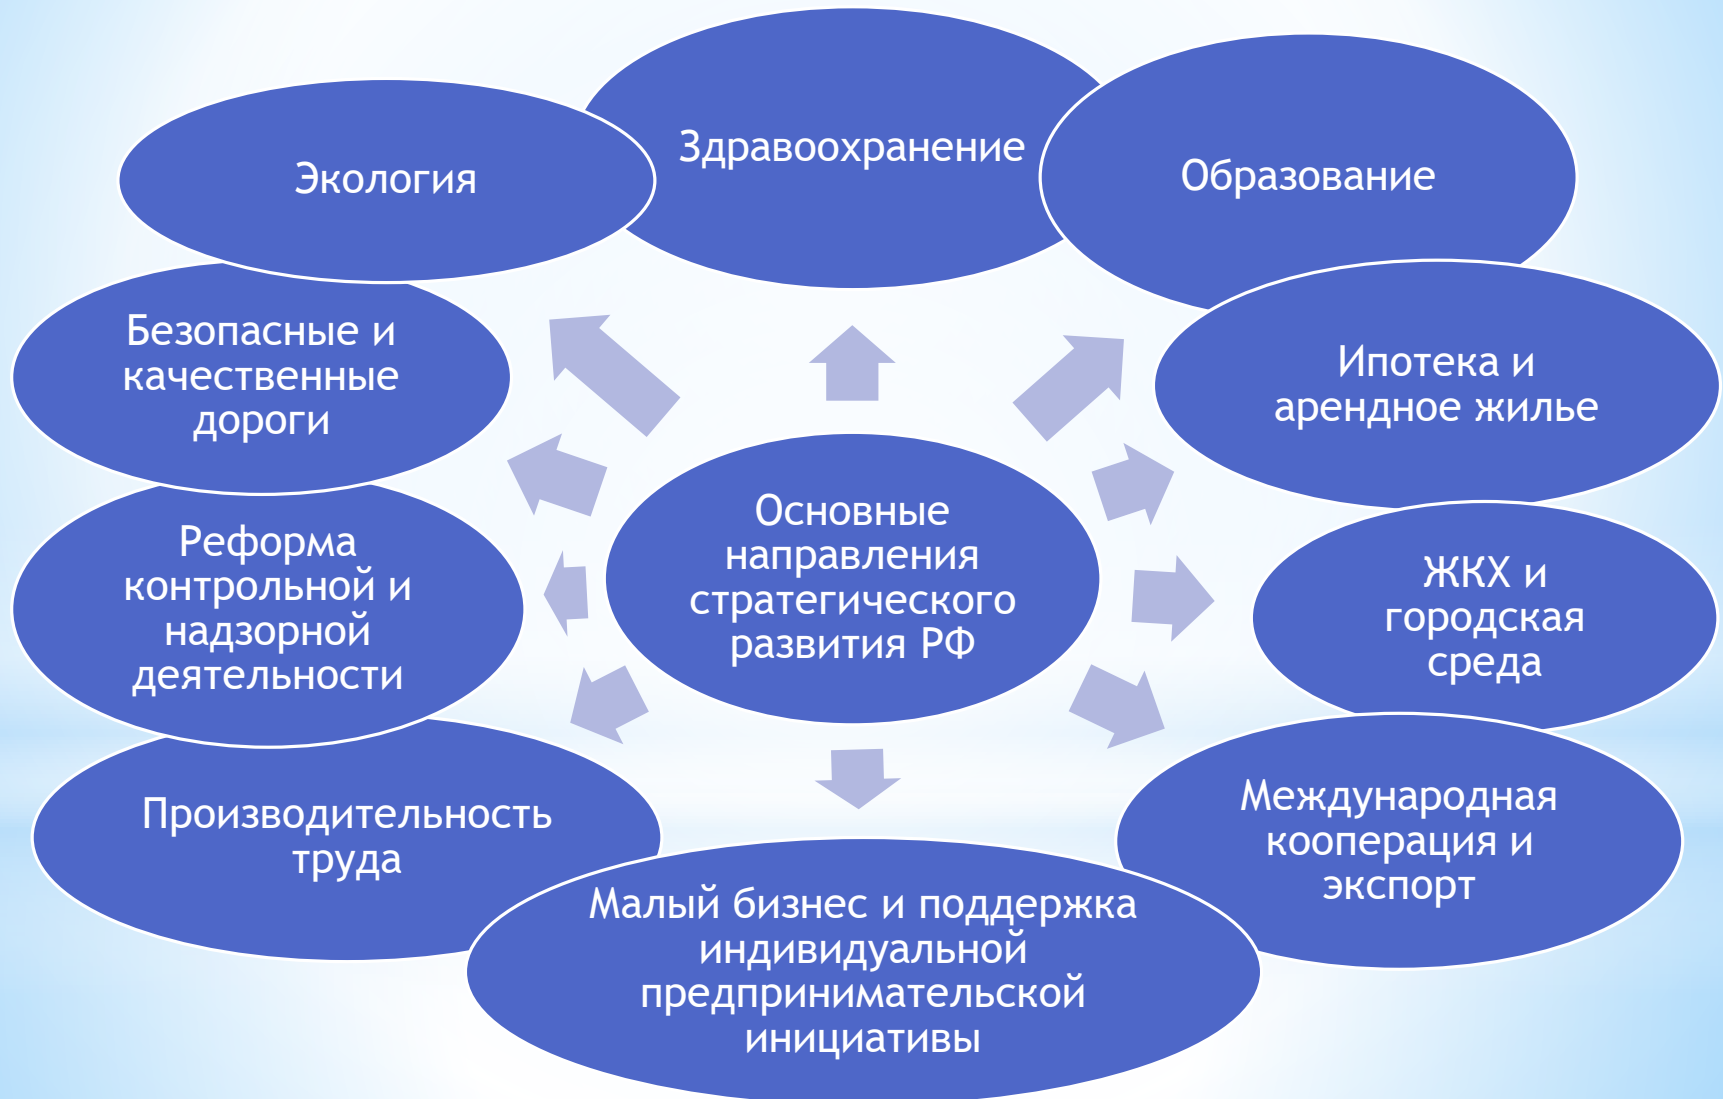 Здравоохранение
Образование
Ипотека и
арендное жилье
ЖКХ и
городская
среда
Международная
кооперация и
экспорт
Малый бизнес и поддержка
индивидуальной
предпринимательской
инициативы
Производительность
труда
Реформа
контрольной и
надзорной
деятельности
Безопасные и
качественные
дороги
Экология
Основные
направления
стратегического
развития РФ